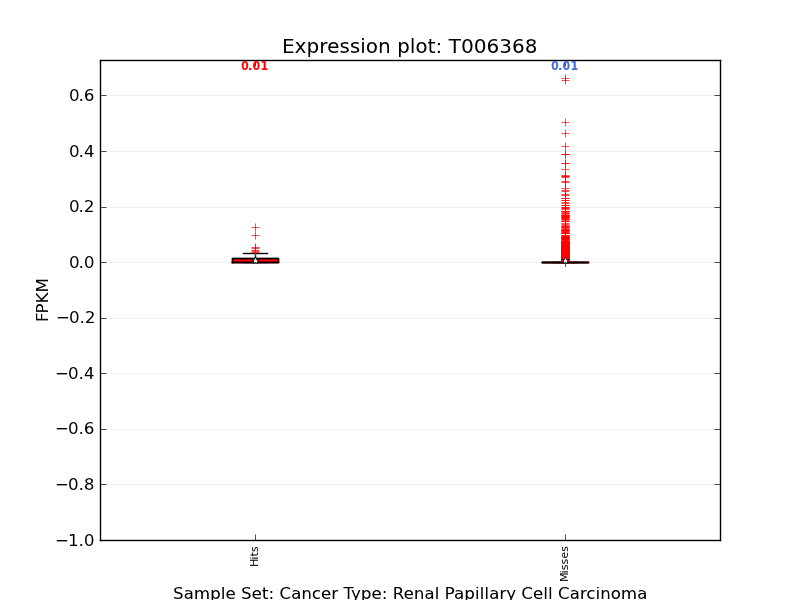 Expression plot: T006368
0.01
0.01
0.6
0.4
0.2
0.0
−0.2
−0.4
−0.6
−0.8
−1.0
FPKM
Hits
Misses
Sample Set: Cancer Type: Renal Papillary Cell Carcinoma